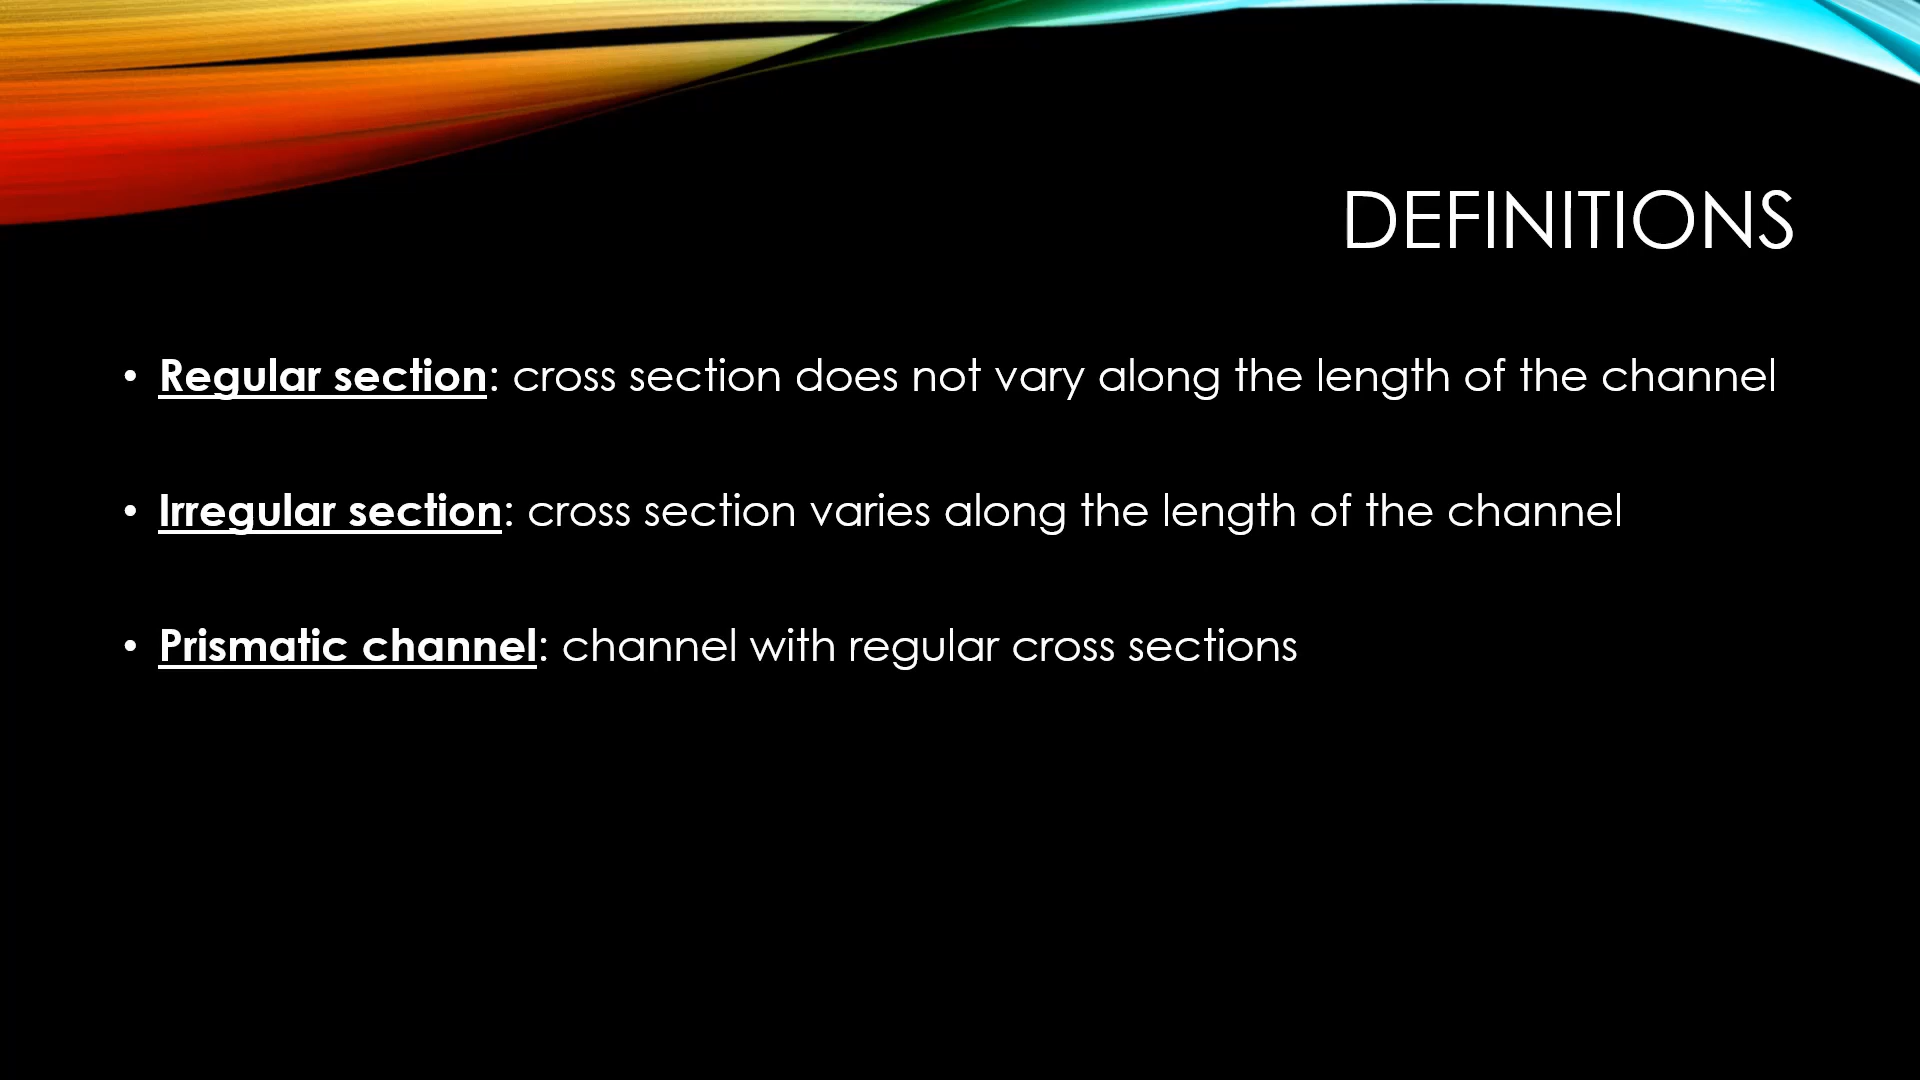 DEFINITIONS
• Regular section: cross section does not vary along the length of the channel
• Irregular section: cross section varies along the length of the channel
• Prismatic channel: channel with regular cross sections